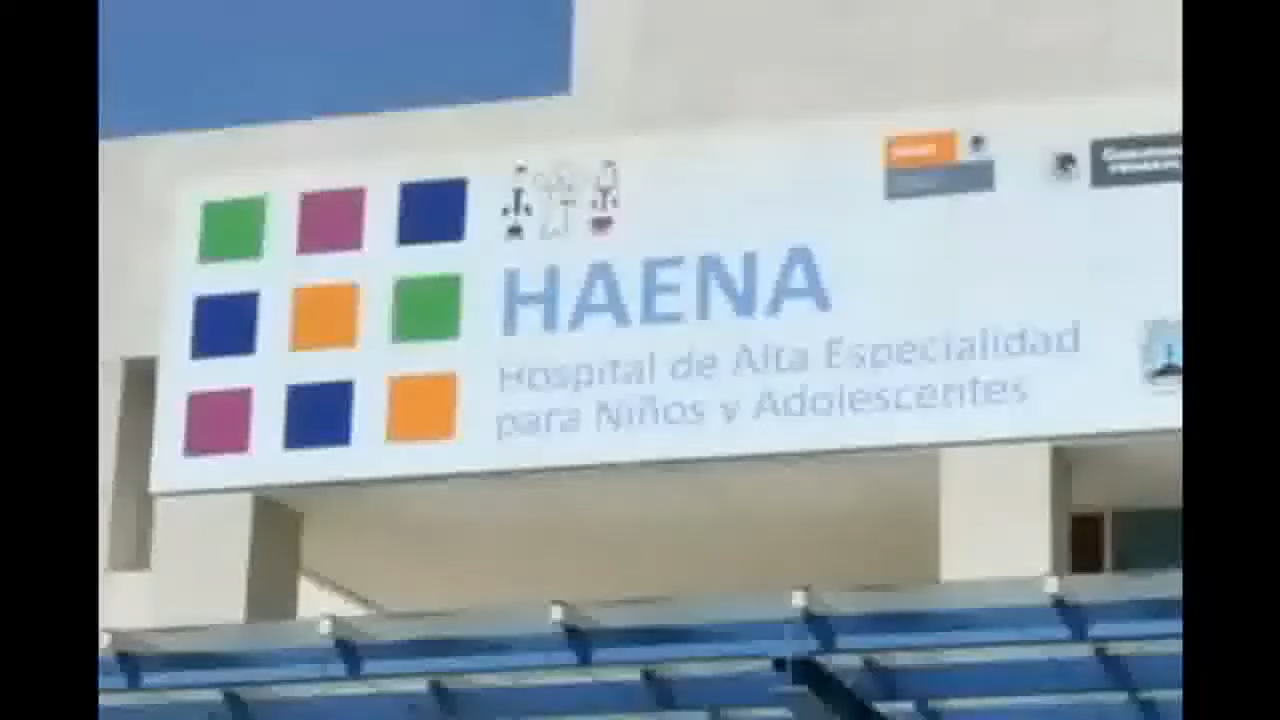 HAENA
Hospital de Alta Especialidad
para Niños y Adolescentes